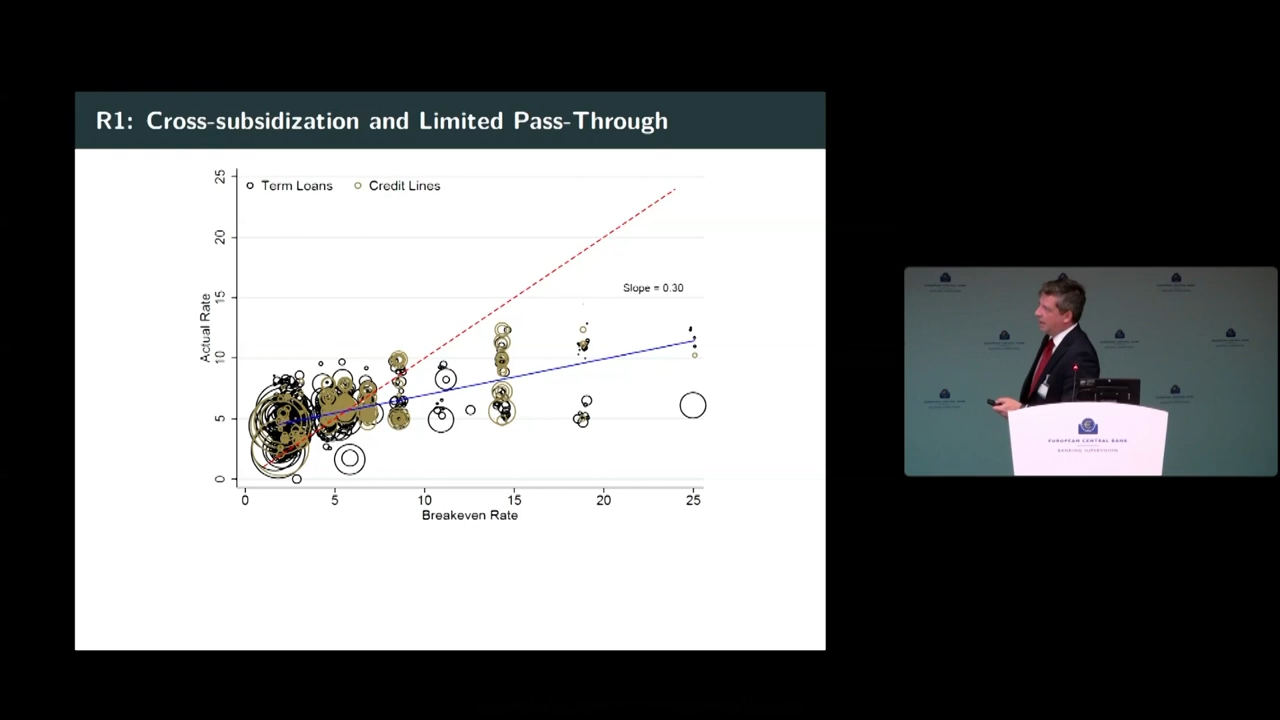 R1: Cross-subsidization and Limited Pass-Through
25
Term Loans
Credit Lines
20
Slope = 0.30
15
Actual Rate
10
5
0
0 5 10 15 20 25
Breakeven Rate
EUROPEAN CENTRAL BANK
BANKING SUPERVISION